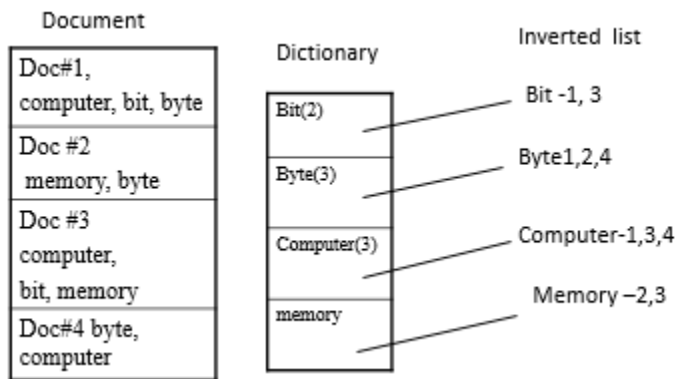 Document
Doc#1,
computer, bit, byte
Doc #2
memory, byte
Doc #3
computer,
bit, memory
Doc#4 byte,
computer
Dictionary
Bit(2)
Byte(3)
Computer(3)
memory
Inverted list
Bit -1, 3
Byte1,2,4
Computer-1,3,4
Memory –2,3